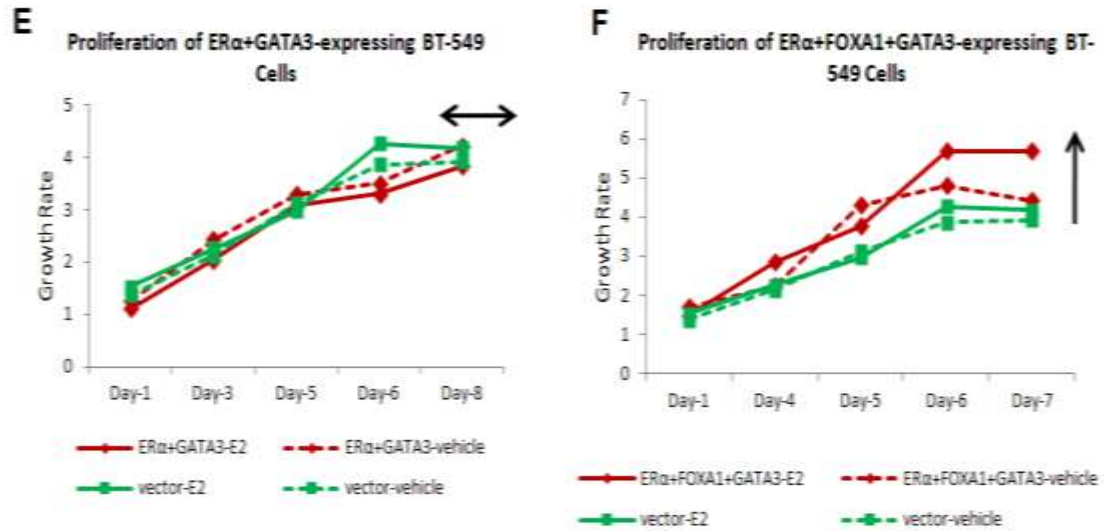 E
Proliferation of ERα+GATA3-expressing BT-549
Cells
Growth Rate
5
4
3
2
1
0
Day-1 Day-3 Day-5 Day-6 Day-8
ERα+GATA3-E2 ERα+GATA3-vehicle
vector-E2 vector-vehicle
F
Proliferation of ERα+FOXA1+GATA3-expressing BT-
549 Cells
Growth Rate
7
6
5
4
3
2
1
0
Day-1 Day-4 Day-5 Day-6 Day-7
ERα+FOXA1+GATA3-E2 ERα+FOXA1+GATA3-vehicle
vector-E2 vector-vehicle